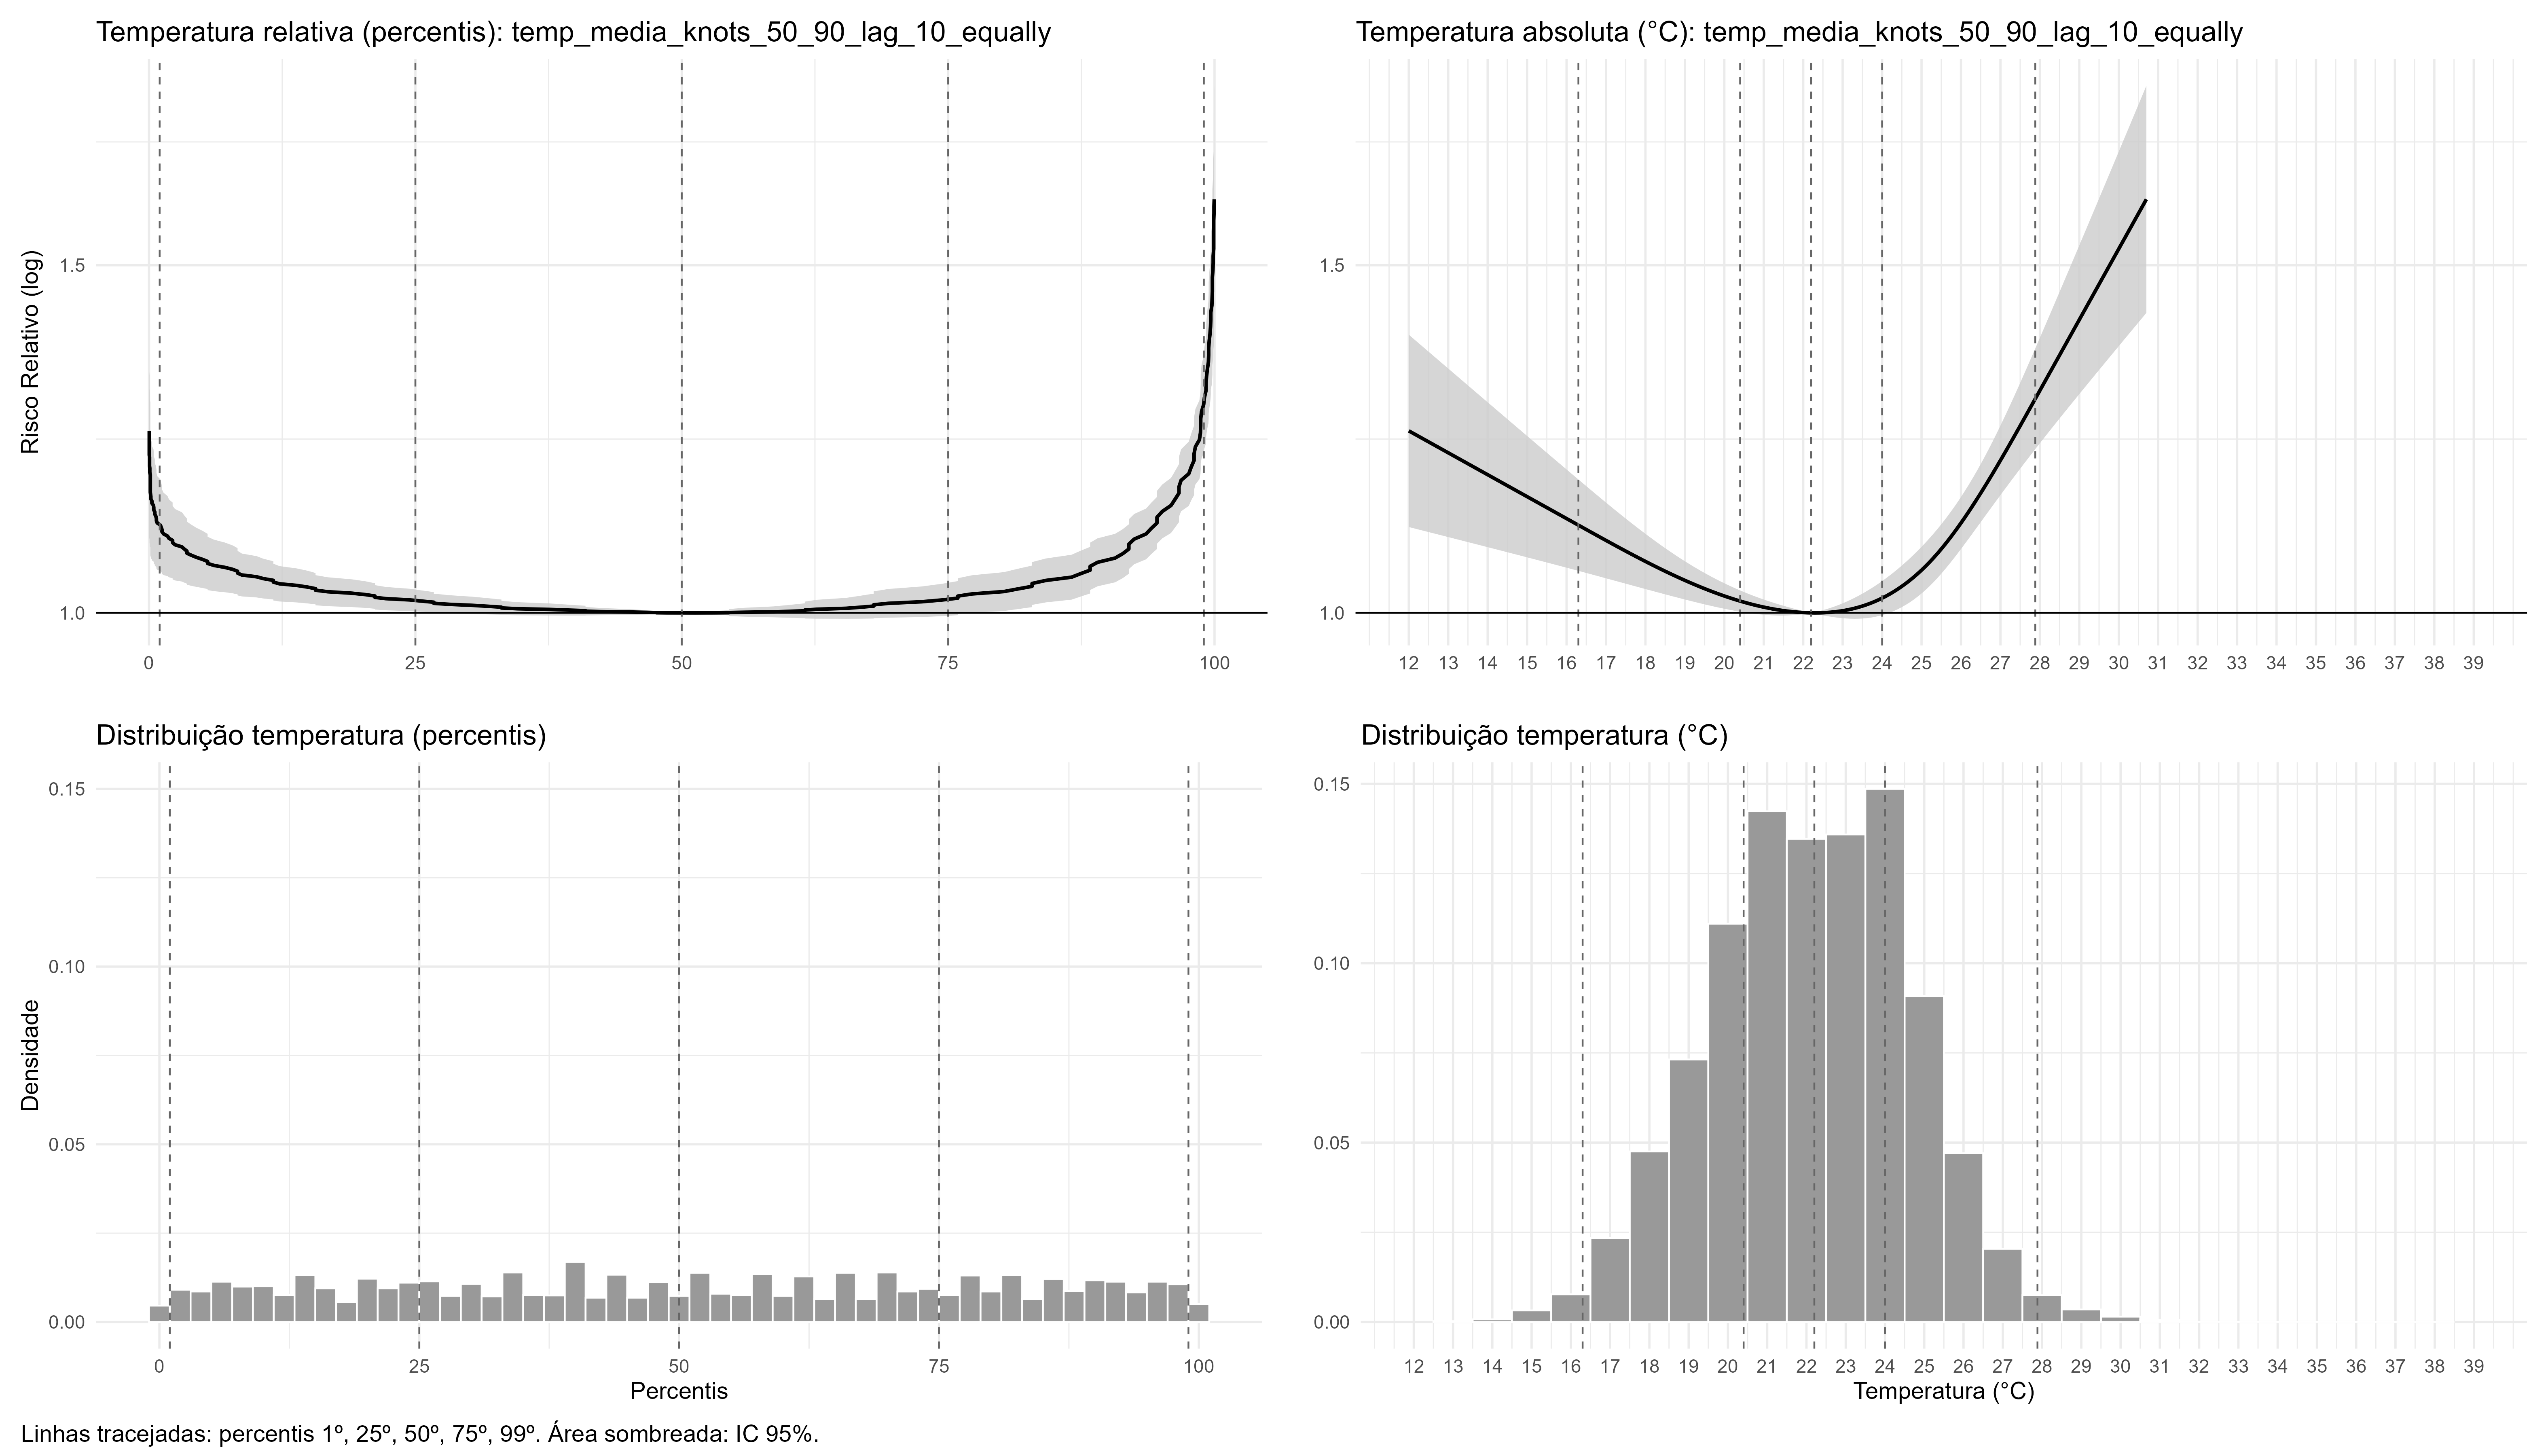 Temperatura relativa (percentis): temp_media_knots_50_90_lag_10_equally
Risco Relativo (log)
1.5
1.0
0 25 50 75 100
Temperatura absoluta (°C): temp_media_knots_50_90_lag_10_equally
1.5
1.0
12 13 14 15 16 17 18 19 20 21 22 23 24 25 26 27 28 29 30 31 32 33 34 35 36 37 38 39
Distribuição temperatura (percentis)
Densidade
0.15
0.10
0.05
0.00
0 25 50 75 100
Percentis
Distribuição temperatura (°C)
0.15
0.10
0.05
0.00
12 13 14 15 16 17 18 19 20 21 22 23 24 25 26 27 28 29 30 31 32 33 34 35 36 37 38 39
Temperatura (°C)
Linhas tracejadas: percentis 1º, 25º, 50º, 75º, 99º. Área sombreada: IC 95%.